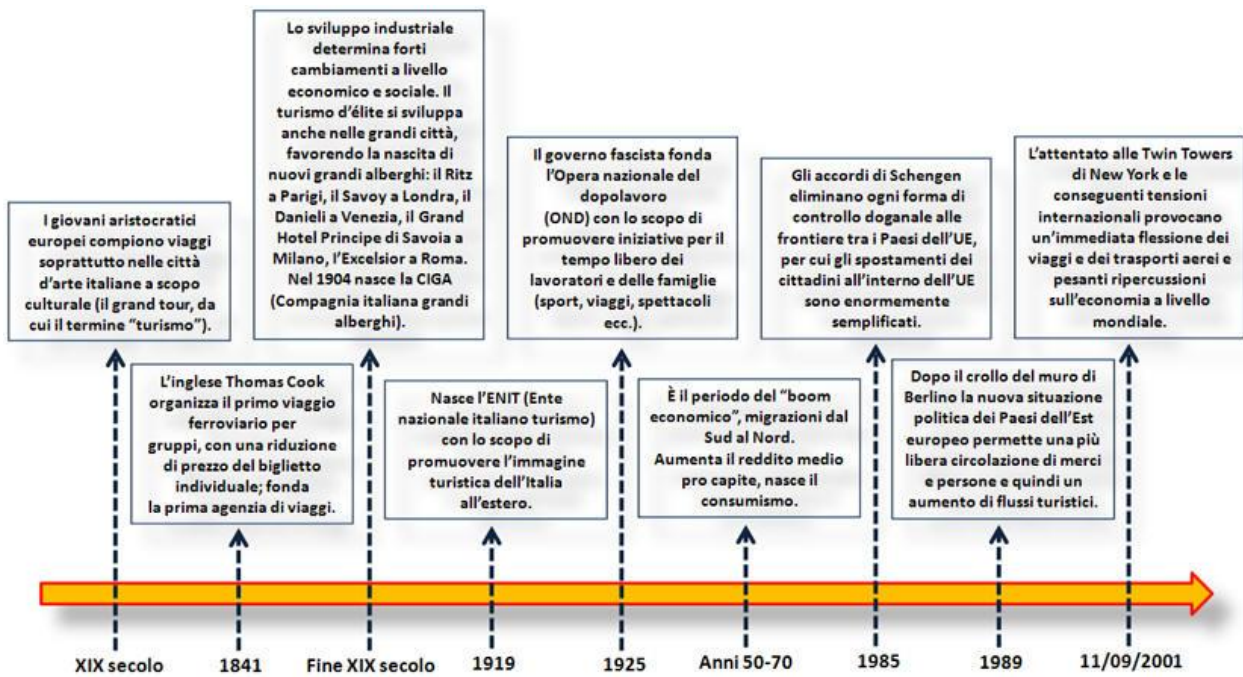 I giovani aristocratici
europei compiono viaggi
soprattutto nelle città
d'arte italiane a scopo
culturale (il grand tour, da
cui il termine "turismo").
L'inglese Thomas Cook
organizza il primo viaggio
ferroviario per
gruppi, con una riduzione
di prezzo del biglietto
individuale; fonda
la prima agenzia di viaggi.
Lo sviluppo industriale
determina forti
cambiamenti a livello
economico e sociale. Il
turismo d'élite si sviluppa
anche nelle grandi città,
favorendo la nascita di
nuovi grandi alberghi: il Ritz
a Parigi, il Savoy a Londra, il
Danieli a Venezia, il Grand
Hotel Principe di Savoia a
Milano, l'Excelsior a Roma.
Nel 1904 nasce la CIGA
(Compagnia italiana grandi
alberghi).
Nasce l'ENIT (Ente
nazionale italiano turismo)
con lo scopo di
promuovere l'immagine
turistica dell'Italia
all'estero.
Il governo fascista fonda
l'Opera nazionale del
dopolavoro
(OND) con lo scopo di
promuovere iniziative per il
tempo libero dei
lavoratori e delle famiglie
(sport, viaggi, spettacoli
ecc.).
È il periodo del "boom
economico", migrazioni dal
Sud al Nord.
Aumenta il reddito medio
pro capite, nasce il
consumismo.
Gli accordi di Schengen
eliminano ogni forma di
controllo doganale alle
frontiere tra i Paesi dell'UE,
per cui gli spostamenti dei
cittadini all'interno dell'UE
sono enormemente
semplificati.
Dopo il crollo del muro di
Berlino la nuova situazione
politica dei Paesi dell'Est
europeo permette una più
libera circolazione di merci
e persone e quindi un
aumento di flussi turistici.
L'attentato alle Twin Towers
di New York e le
conseguenti tensioni
internazionali provocano
un'immediata flessione dei
viaggi e dei trasporti aerei e
pesanti ripercussioni
sull'economia a livello
mondiale.
XIX secolo
1841
Fine XIX secolo
1919
1925
Anni 50-70
1985
1989
11/09/2001